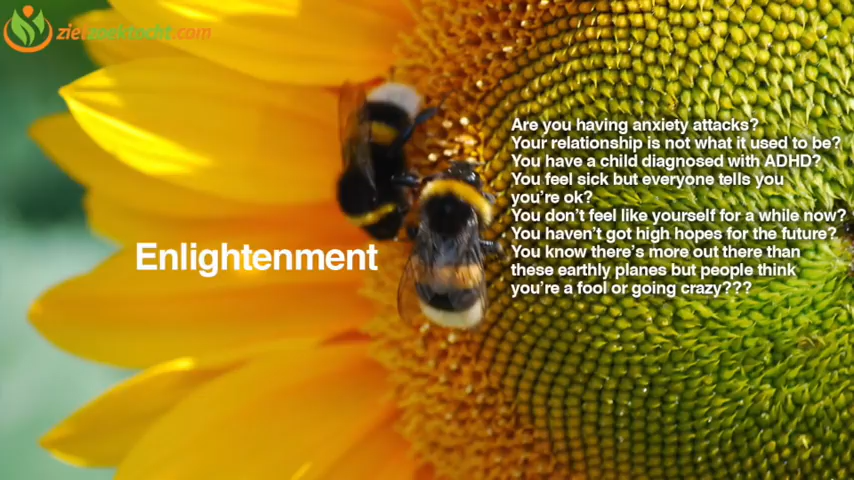 zielzoektocht.com
Are you having anxiety attacks?
Your relationship is not what it used to be?
You have a child diagnosed with ADHD?
You feel sick but everyone tells you
you're ok?
You don't feel like yourself for a while now?
You haven't got high hopes for the future?
You know there's more out there than
these earthly planes but people think
you're a fool or going crazy???
Enlightenment